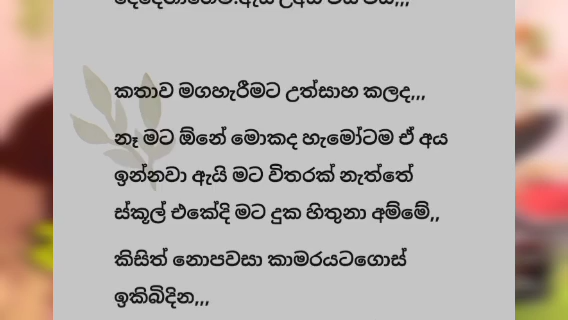 කතාව මගහැරීමට උත්සාහ කලද,,,
නෑ මට ඕනේ මොකද හැමෝටම ඒ අය
ඉන්නවා ඇයි මට විතරක් නැත්තේ
ස්කූල් එකේදි මට දුක හිතුනා අම්මේ,,
කිසිත් නොපවසා කාමරයටගොස්
ඉකිබිදින,,,